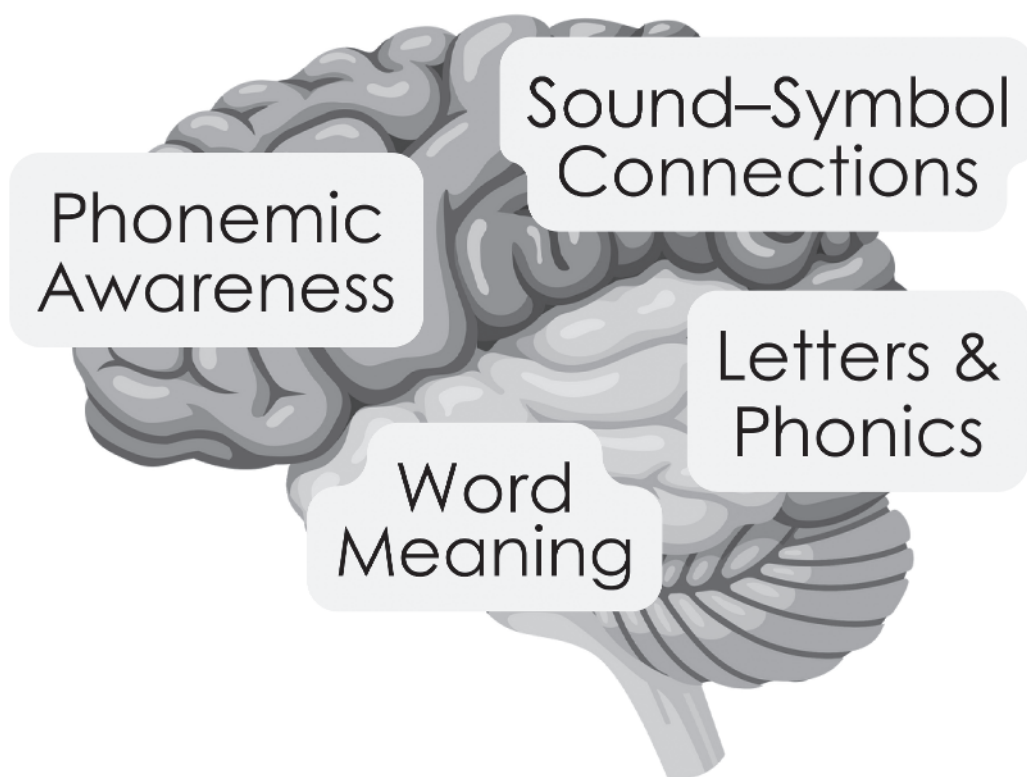 Sound–Symbol
Connections
Phonemic
Awareness
Letters &
Phonics
Word
Meaning